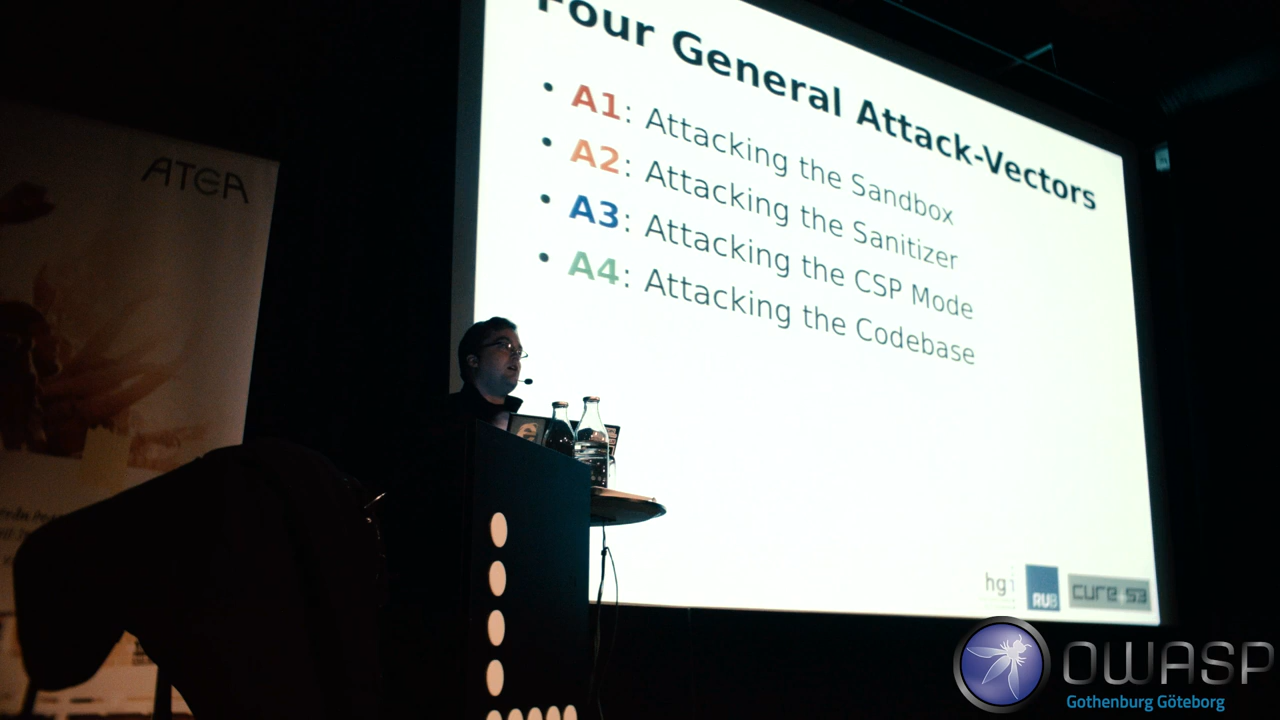 ATEA
Four General Attack-Vectors
• A1: Attacking the Sandbox
• A2: Attacking the Sanitizer
• A3: Attacking the CSP Mode
• A4: Attacking the Codebase
hgi
RUB
cure53
OWASP
Gothenburg Göteborg